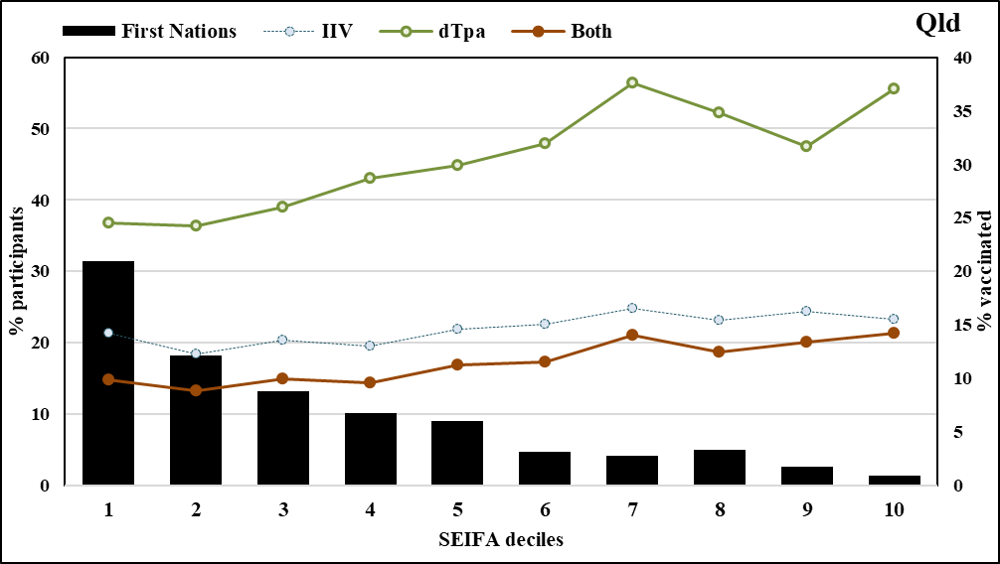 Qld
First Nations IIV dTpa Both
60 40
35
50
30
40
25
30 20
15
20
10
10
5
0 0
% participants
% vaccinated
1 2 3 4 5 6 7 8 9 10
SEIFA deciles